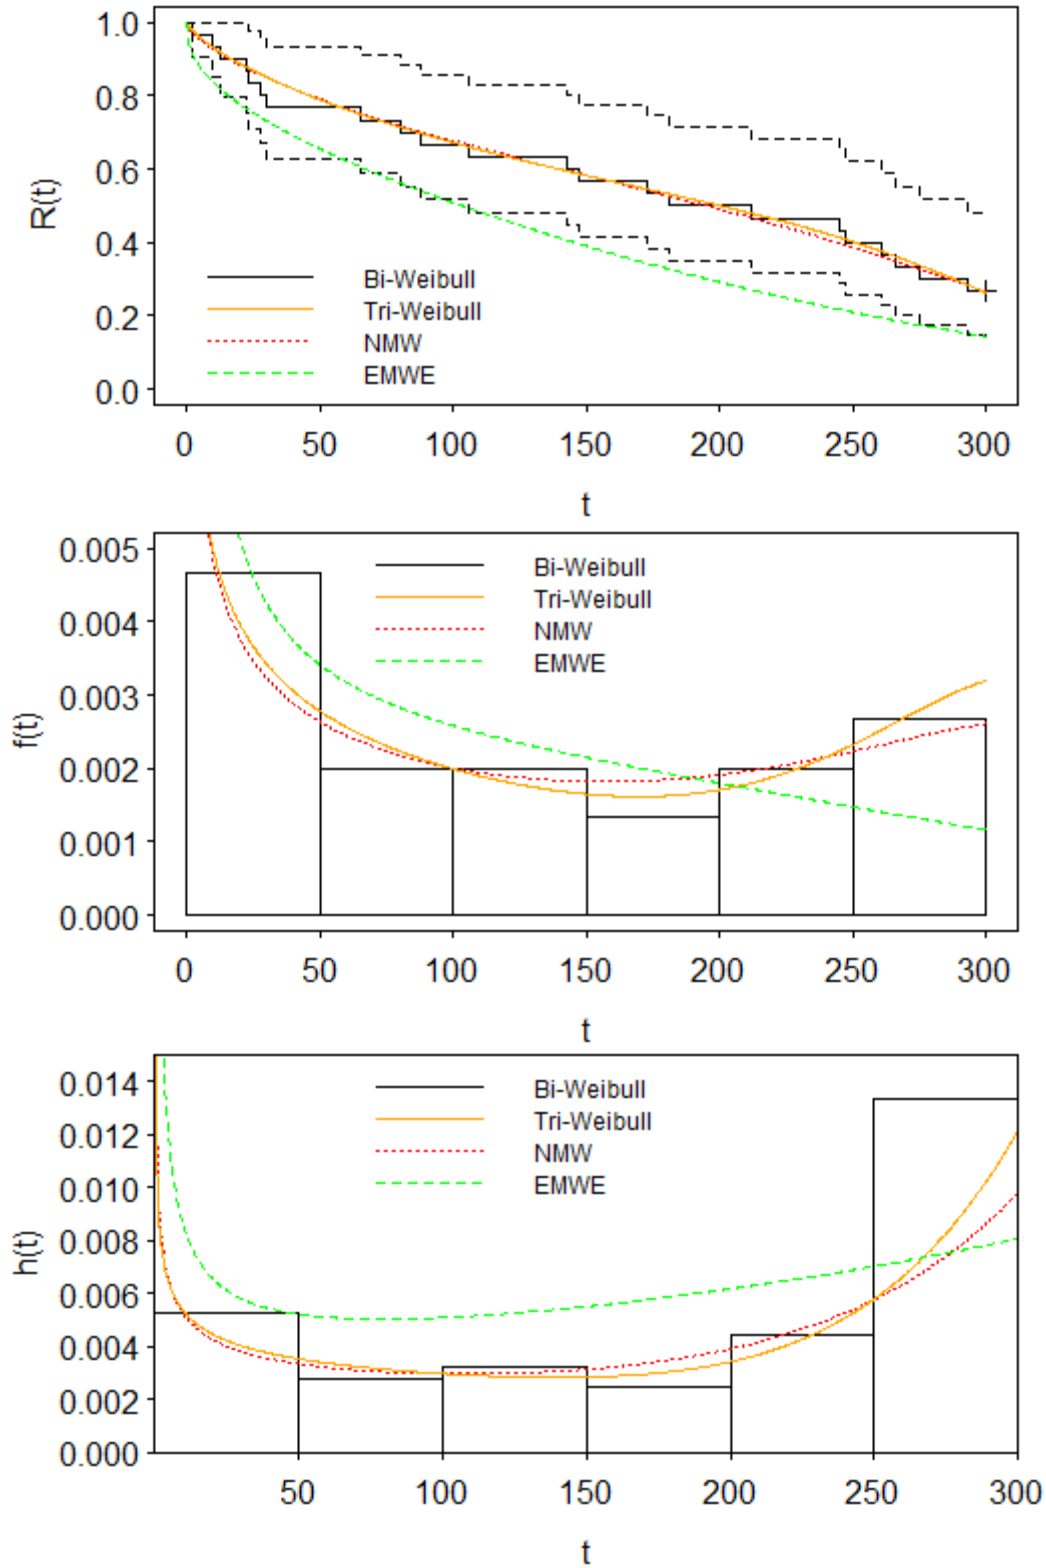 R(t)
1.0
0.8
0.6
0.4
0.2
0.0
Bi-Weibull
Tri-Weibull
NMW
EMWE
0 50 100 150 200 250 300
t
f(t)
0.005
0.004
0.003
0.002
0.001
0.000
Bi-Weibull
Tri-Weibull
NMW
EMWE
0 50 100 150 200 250 300
t
h(t)
0.014
0.012
0.010
0.008
0.006
0.004
0.002
0.000
Bi-Weibull
Tri-Weibull
NMW
EMWE
50 100 150 200 250 300
t